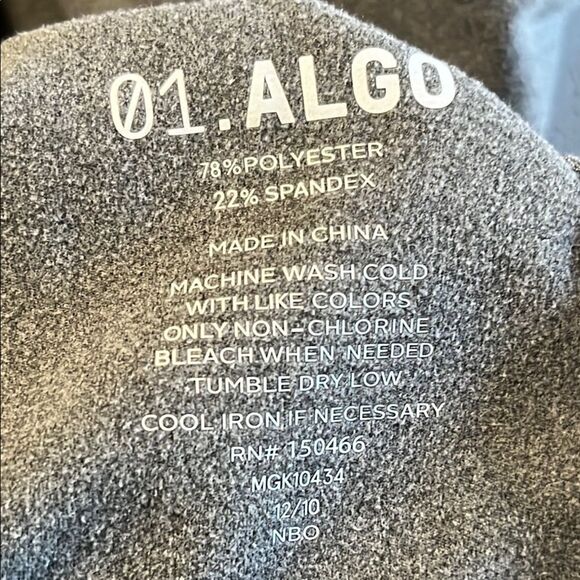 01.ALGO
78% POLYESTER
22% SPANDEX
MADE IN CHINA
MACHINE WASH COLD
WITH LIKE COLORS
ONLY NON-CHLORINE
BLEACH WHEN NEEDED
TUMBLE DRY LOW
COOL IRON IF NECESSARY
RN# 150466
MGK10434
12/10
NBO